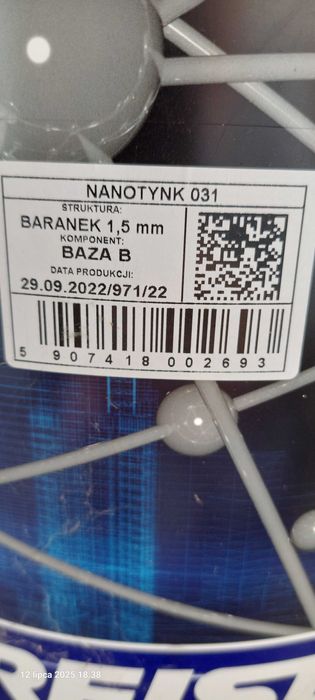 NANOTYNK 031
STRUKTURA:
BARANEK 1,5 mm
KOMPONENT:
BAZA B
DATA PRODUKCJI:
29.09.2022/971/22
5 907418 002693
12 lipca 2025 18:38